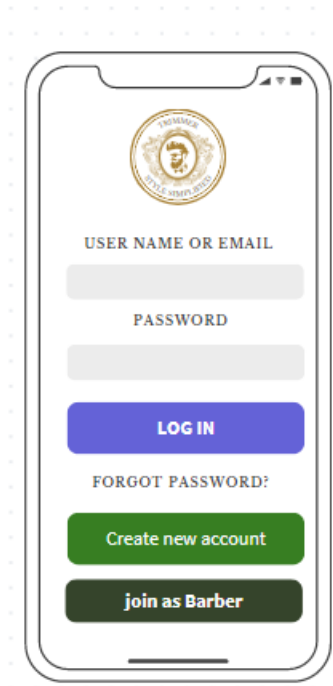 TRIMMER
STYLE SIMPLIFIED
USER NAME OR EMAIL
PASSWORD
LOG IN
FORGOT PASSWORD?
Create new account
join as Barber